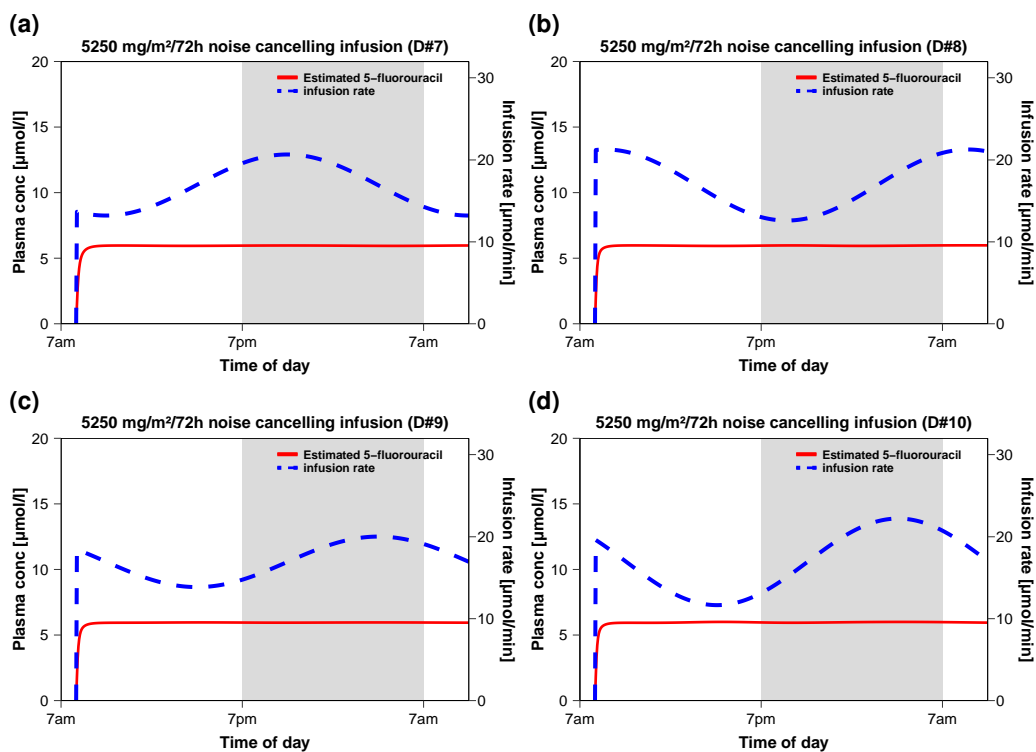 (a)
5250 mg/m²/72h noise cancelling infusion (D#7)
Estimated 5−fluorouracil
infusion rate
Plasma conc [µmol/l]
20
15
10
5
0
30
20
10
0
Infusion rate [µmol/min]
7am
7pm
7am
Time of day
(b)
5250 mg/m²/72h noise cancelling infusion (D#8)
Estimated 5−fluorouracil
infusion rate
Plasma conc [µmol/l]
20
15
10
5
0
30
20
10
0
Infusion rate [µmol/min]
7am
7pm
7am
Time of day
(c)
5250 mg/m²/72h noise cancelling infusion (D#9)
Estimated 5−fluorouracil
infusion rate
Plasma conc [µmol/l]
20
15
10
5
0
30
20
10
0
Infusion rate [µmol/min]
7am
7pm
7am
Time of day
(d)
5250 mg/m²/72h noise cancelling infusion (D#10)
Estimated 5−fluorouracil
infusion rate
Plasma conc [µmol/l]
20
15
10
5
0
30
20
10
0
Infusion rate [µmol/min]
7am
7pm
7am
Time of day